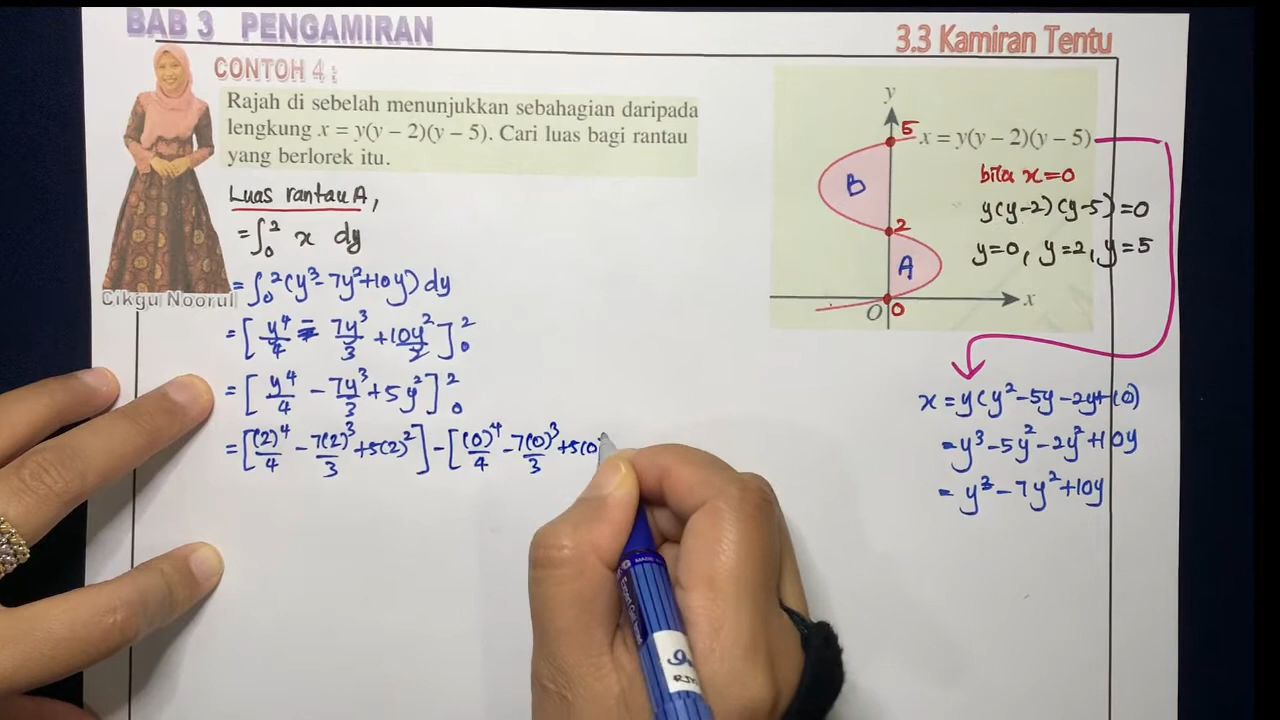 BAB 3 PENGAMIRAN
3.3 Kamiran Tentu
CONTOH 4 :
Rajah di sebelah menunjukkan sebahagian daripada
lengkung x = y(y − 2)(y − 5). Cari luas bagi rantau
yang berlorek itu.
Cikgu Noorul
Luas rantau A,
= ∫₀² x dy
= ∫₀² (y³ - 7y² + 10y) dy
= [y⁴/4 - 7y³/3 + 10y²/2]₀²
= [y⁴/4 - 7y³/3 + 5y²]₀²
= [(2)⁴/4 - 7(2)³/3 + 5(2)²] - [(0)⁴/4 - 7(0)³/3 + 5(0)
y
5
x = y(y − 2)(y − 5)
B
2
A
O
0
x
bila x=0
y(y-2)(y-5)=0
y=0, y=2, y=5
x = y(y² - 5y - 2y + 10)
= y³ - 5y² - 2y² + 10y
= y³ - 7y² + 10y